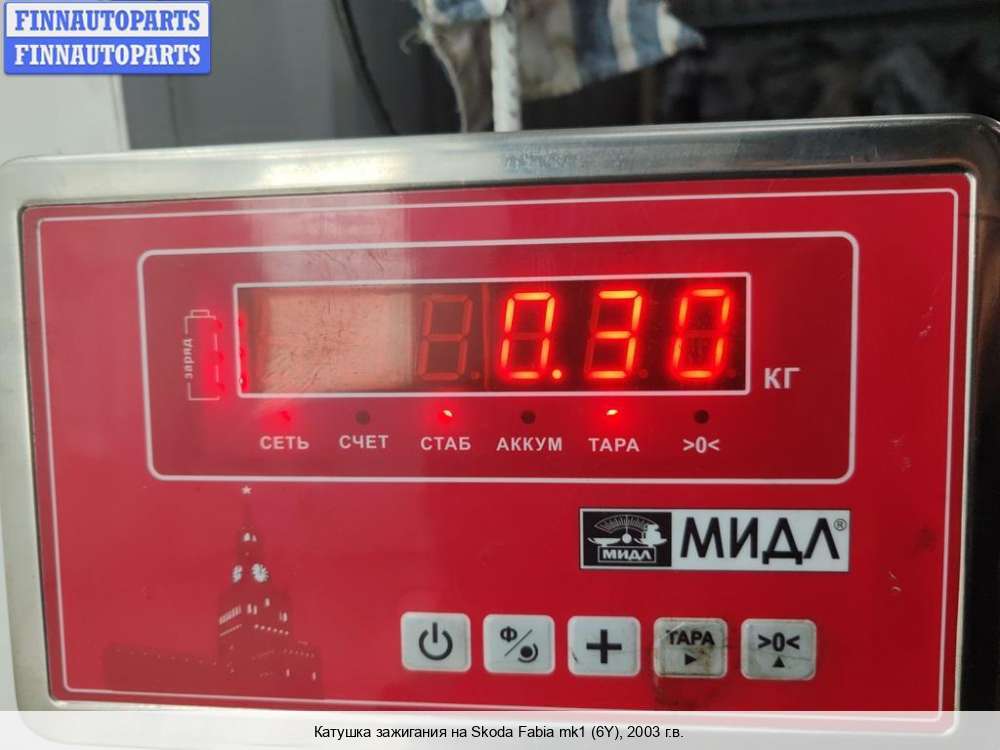 FINNAUTOPARTS
FINNAUTOPARTS
заряд
0.30
КГ
СЕТЬ СЧЕТ СТАБ АККУМ ТАРА >0<
МИДЛ МИДЛ®
Ф ТАРА >0<
Катушка зажигания на Skoda Fabia mk1 (6Y), 2003 г.в.